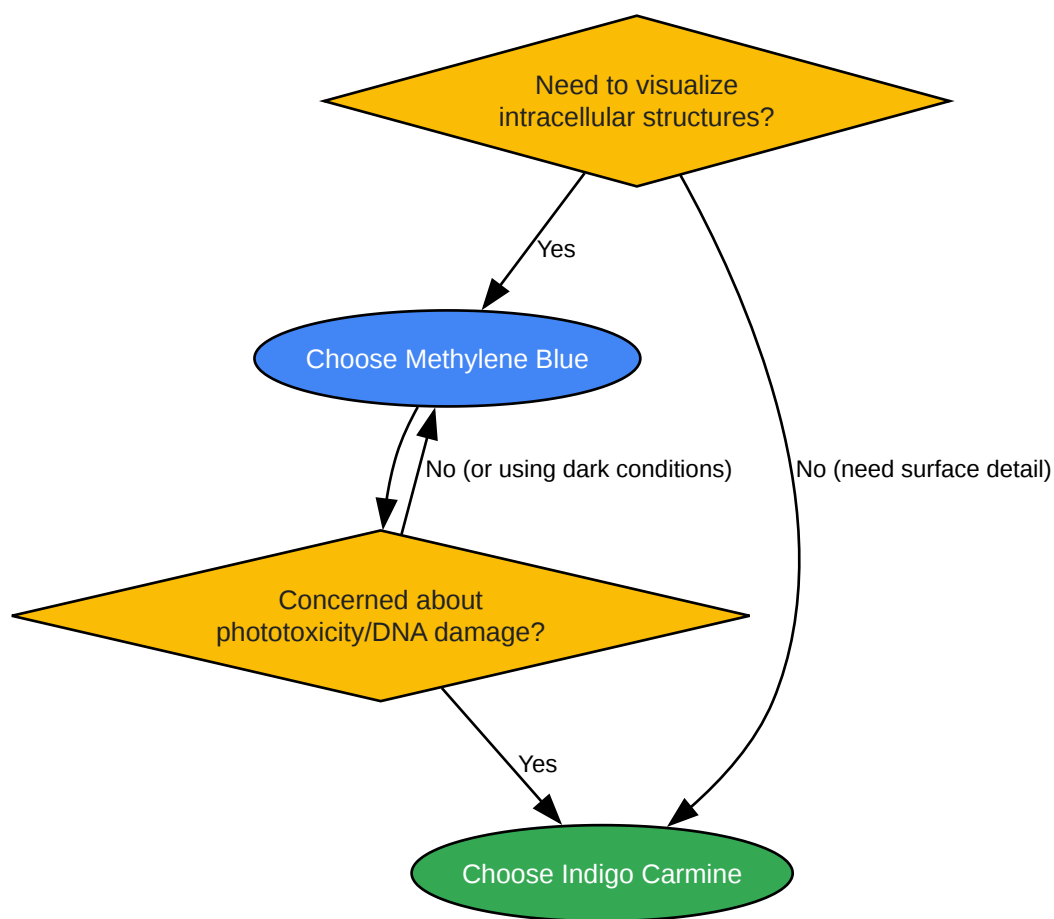 Need to visualize
intracellular structures?
Yes
Choose Methylene Blue
No (or using dark conditions)
No (need surface detail)
Concerned about
phototoxicity/DNA damage?
Yes
Choose Indigo Carmine